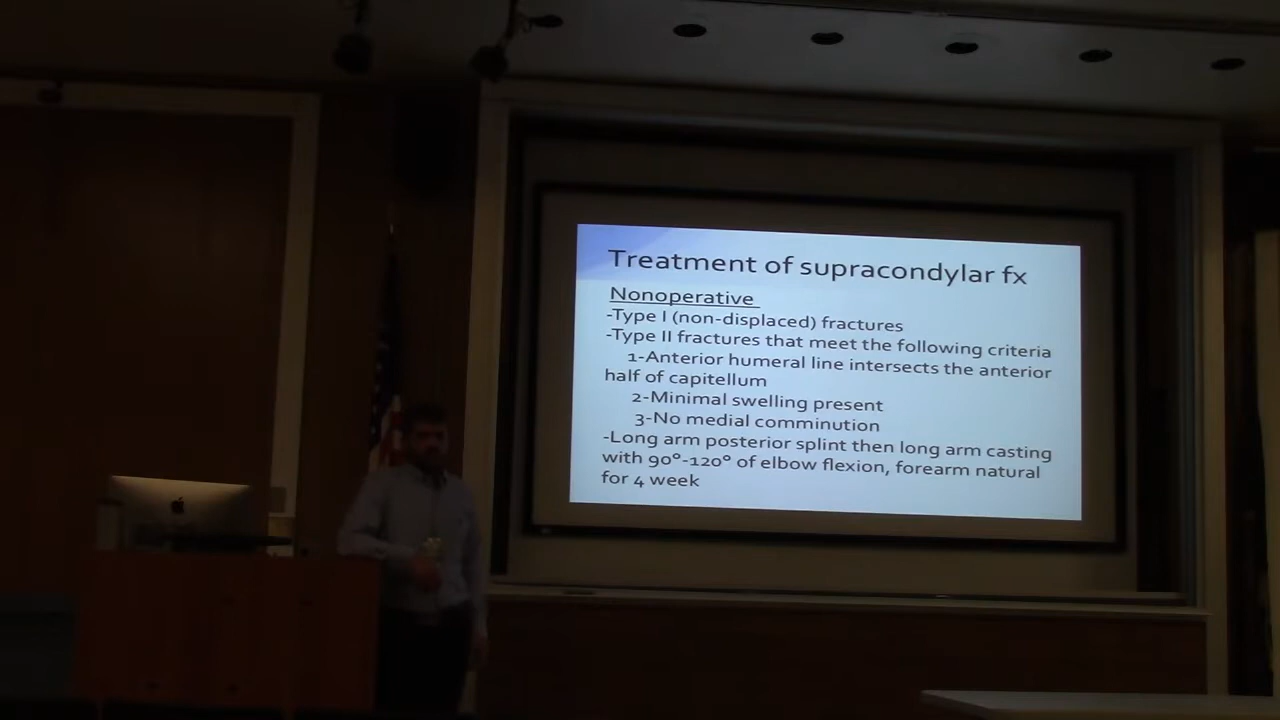 Treatment of supracondylar fx
Nonoperative
-Type I (non-displaced) fractures
-Type II fractures that meet the following criteria
1-Anterior humeral line intersects the anterior
half of capitellum
2-Minimal swelling present
3-No medial comminution
-Long arm posterior splint then long arm casting
with 90°-120° of elbow flexion, forearm natural
for 4 week